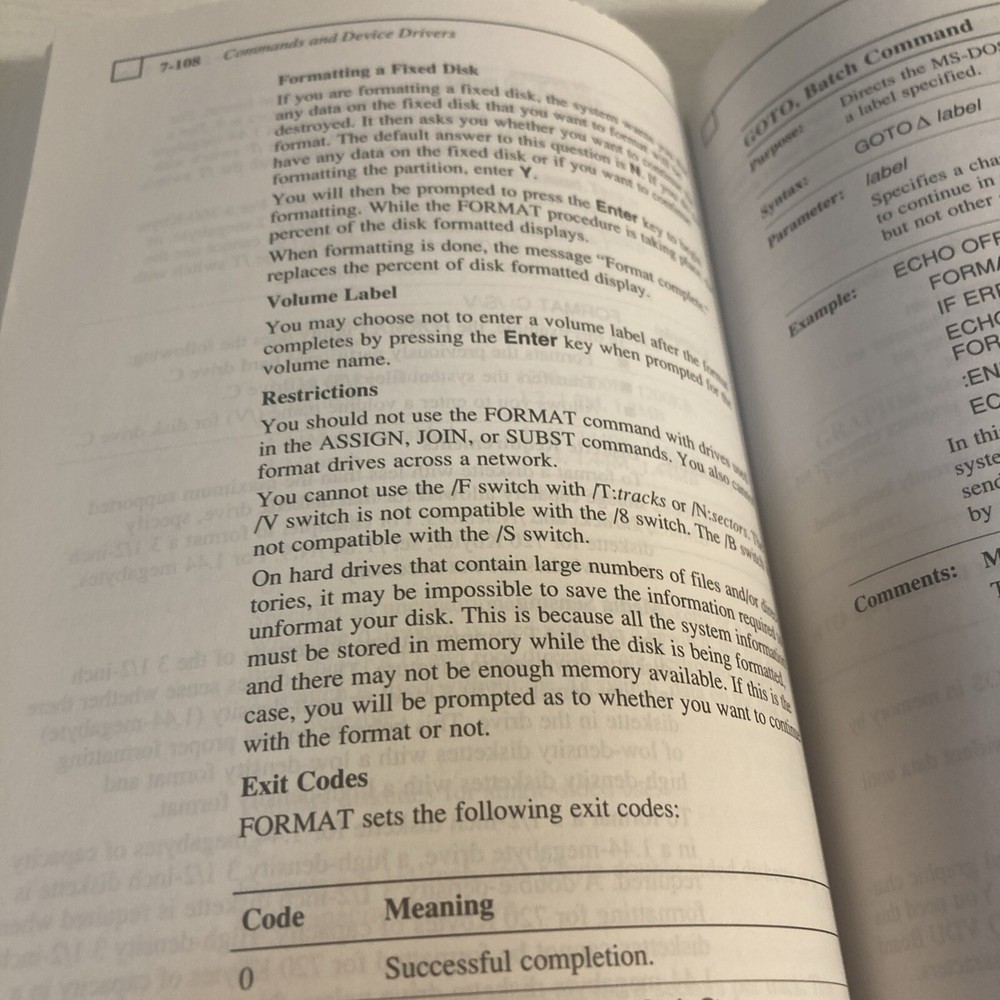 7-108 Commands and Device Drivers
Formatting a Fixed Disk
If you are formatting a fixed disk, the system warns you
any data on the fixed disk that you want to format will be
destroyed. It then asks you whether you want to continue
format. The default answer to this question is N. If you
have any data on the fixed disk or if you want to continue
formatting the partition, enter Y.
You will then be prompted to press the Enter key to begin
formatting. While the FORMAT procedure is taking place,
percent of the disk formatted displays.
When formatting is done, the message "Format complete"
replaces the percent of disk formatted display.
Volume Label
You may choose not to enter a volume label after the format
completes by pressing the Enter key when prompted for the
volume name.
Restrictions
You should not use the FORMAT command with drives used
in the ASSIGN, JOIN, or SUBST commands. You also cannot
format drives across a network.
You cannot use the /F switch with /T:tracks or /N:sectors. The
/V switch is not compatible with the /8 switch. The /B switch
not compatible with the /S switch.
On hard drives that contain large numbers of files and/or direc
tories, it may be impossible to save the information required
unformat your disk. This is because all the system information
must be stored in memory while the disk is being formatted,
and there may not be enough memory available. If this is the
case, you will be prompted as to whether you want to continue
with the format or not.
Exit Codes
FORMAT sets the following exit codes:
Code Meaning
0 Successful completion.
GOTO, Batch Command
Purpose: Directs the MS-DOS
a label specified.
Syntax: GOTO Δ label
Parameter: label
Specifies a cha
to continue in
but not other
Example: ECHO OFF
FORMA
IF ERR
ECHO
FOR
:EN
EC
In thi
syste
send
by
Comments: M
T